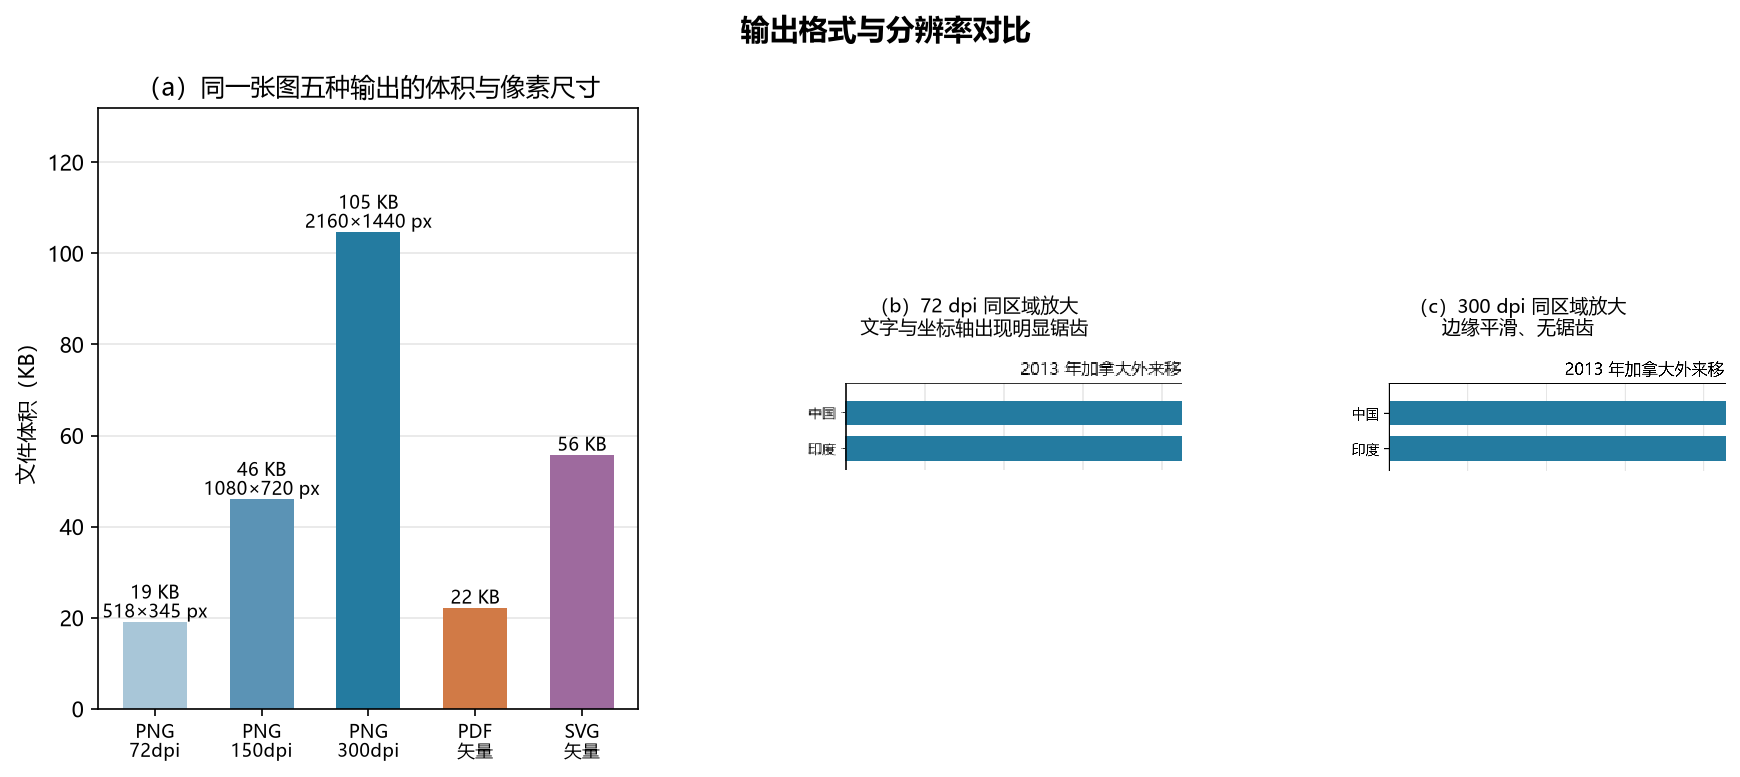 输出格式与分辨率对比
（a）同一张图五种输出的体积与像素尺寸
文件体积（KB）
120
100
80
60
40
20
0
19 KB
518×345 px
46 KB
1080×720 px
105 KB
2160×1440 px
22 KB
56 KB
PNG
72dpi
PNG
150dpi
PNG
300dpi
PDF
矢量
SVG
矢量
（b）72 dpi 同区域放大
文字与坐标轴出现明显锯齿
2013 年加拿大外来移
中国
印度
（c）300 dpi 同区域放大
边缘平滑、无锯齿
2013 年加拿大外来移
中国
印度